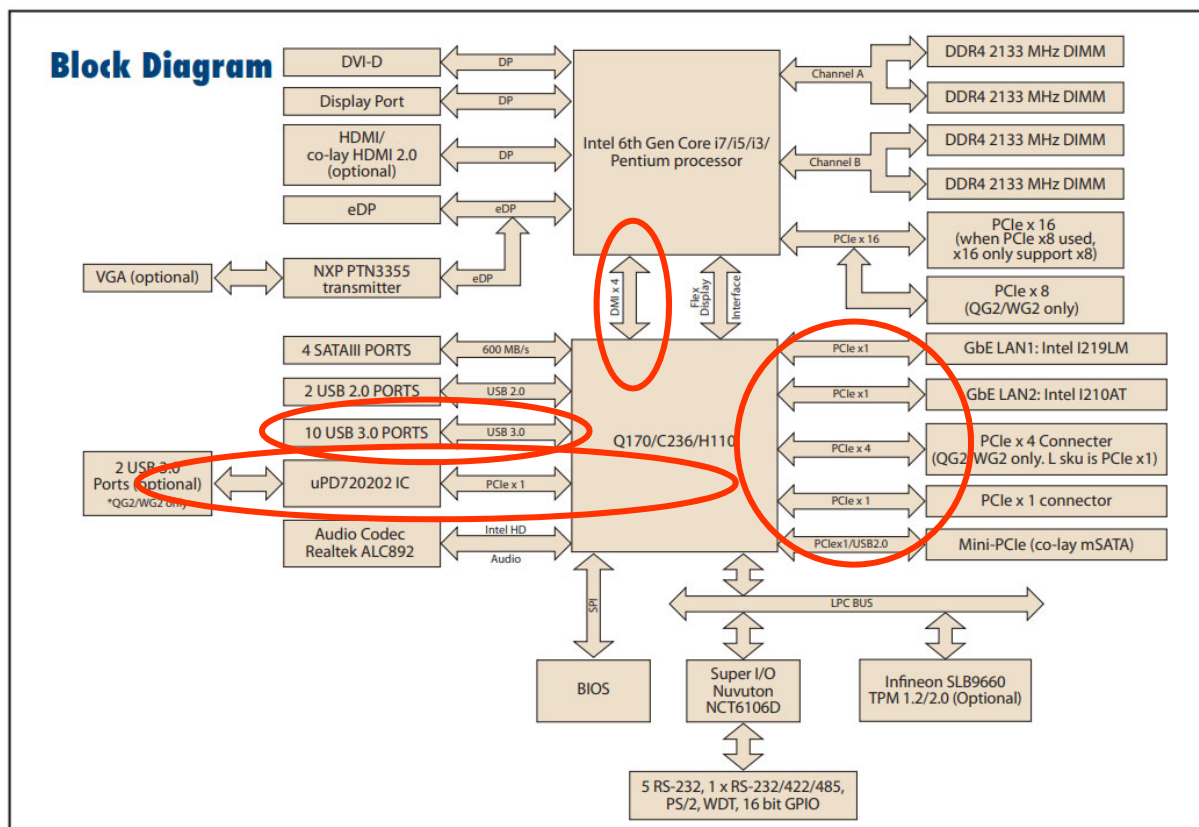 Block Diagram
DVI-D
DP
Display Port
DP
HDMI/
co-lay HDMI 2.0
(optional)
DP
eDP
eDP
VGA (optional)
NXP PTN3355
transmitter
eDP
Intel 6th Gen Core i7/i5/i3/
Pentium processor
Channel A
DDR4 2133 MHz DIMM
DDR4 2133 MHz DIMM
Channel B
DDR4 2133 MHz DIMM
DDR4 2133 MHz DIMM
PCIe x 16
PCIe x 16
(when PCIe x8 used,
x16 only support x8)
PCIe x 8
(QG2/WG2 only)
DMI x 4
Flex Display
Interface
4 SATAIII PORTS
600 MB/s
2 USB 2.0 PORTS
USB 2.0
10 USB 3.0 PORTS
USB 3.0
2 USB 3.0
Ports (optional)
*QG2/WG2 only
uPD720202 IC
PCIe x 1
Audio Codec
Realtek ALC892
Intel HD
Audio
Q170/C236/H110
PCIe x1
GbE LAN1: Intel I219LM
PCIe x1
GbE LAN2: Intel I210AT
PCIe x 4
PCIe x 4 Connecter
(QG2/WG2 only. L sku is PCIe x1)
PCIe x 1
PCIe x 1 connector
PCIex1/USB2.0
Mini-PCIe (co-lay mSATA)
SPI
LPC BUS
BIOS
Super I/O
Nuvuton
NCT6106D
Infineon SLB9660
TPM 1.2/2.0 (Optional)
5 RS-232, 1 x RS-232/422/485,
PS/2, WDT, 16 bit GPIO